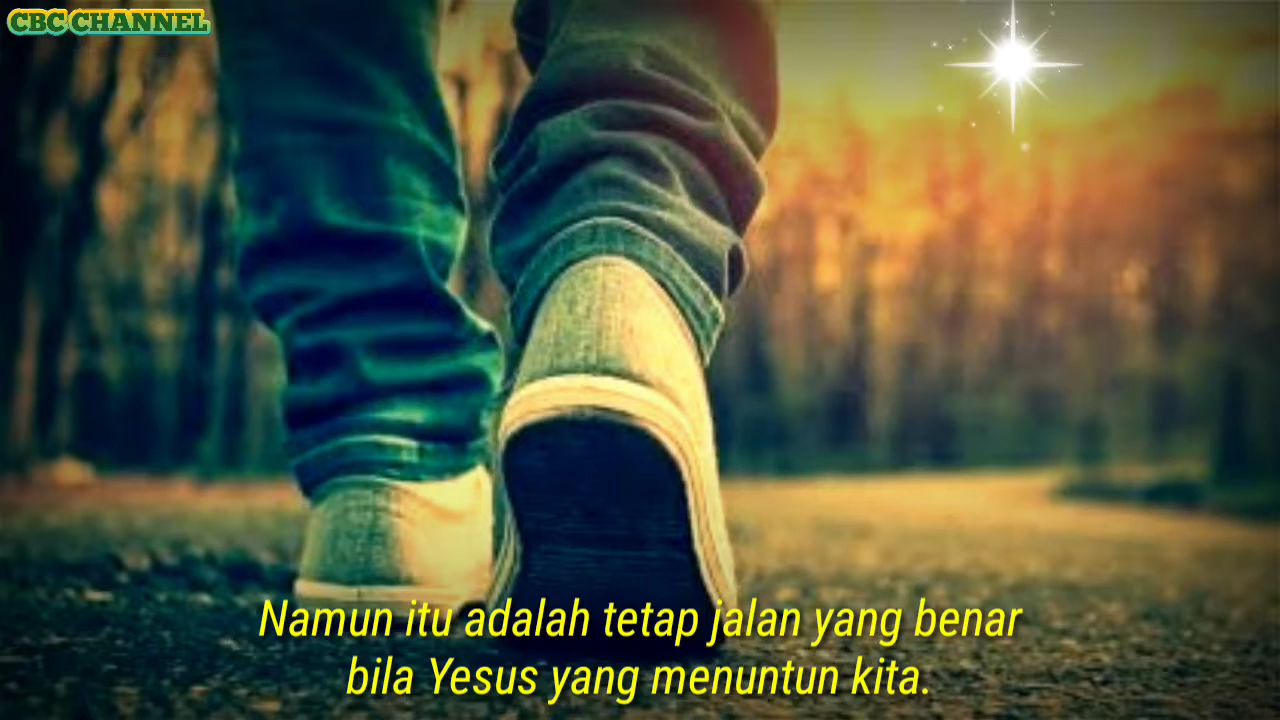 CBC CHANNEL
Namun itu adalah tetap jalan yang benar
bila Yesus yang menuntun kita.